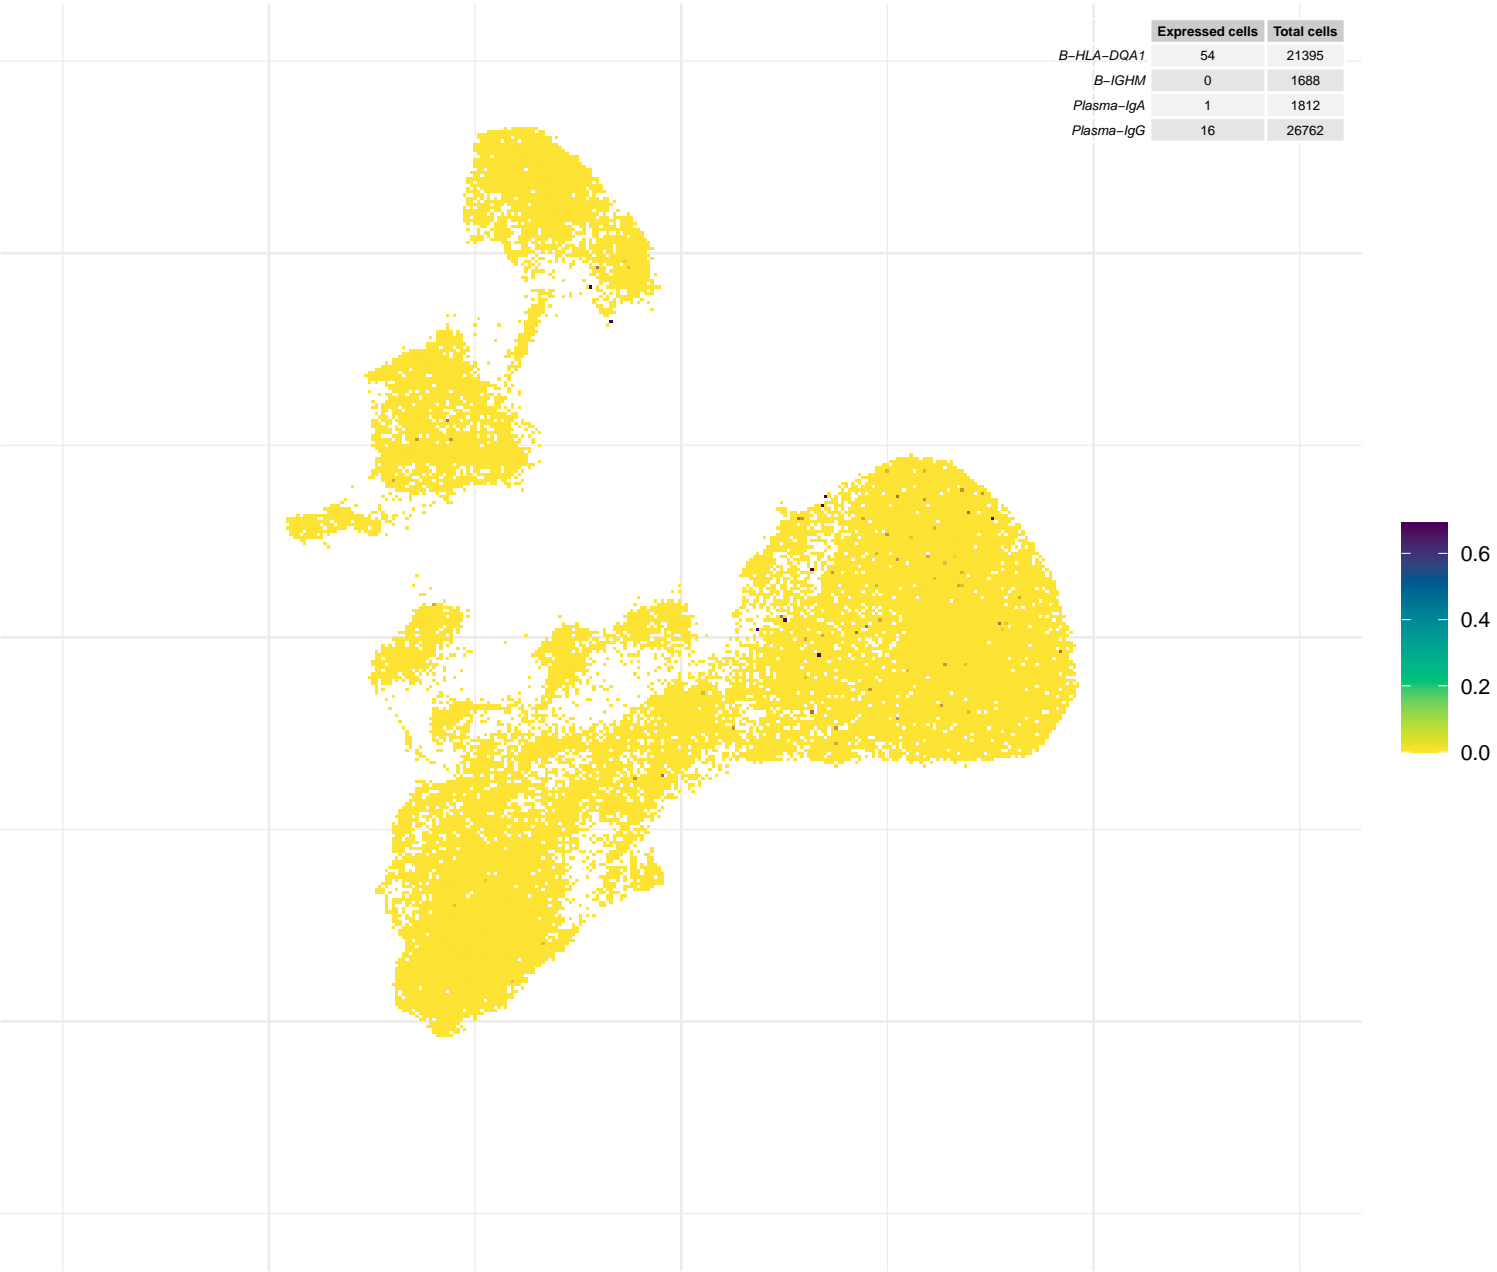 Expressed cells Total cells
B−HLA−DQA1 54 21395
B−IGHM 0 1688
Plasma−IgA 1 1812
Plasma−IgG 16 26762
0.6
0.4
0.2
0.0